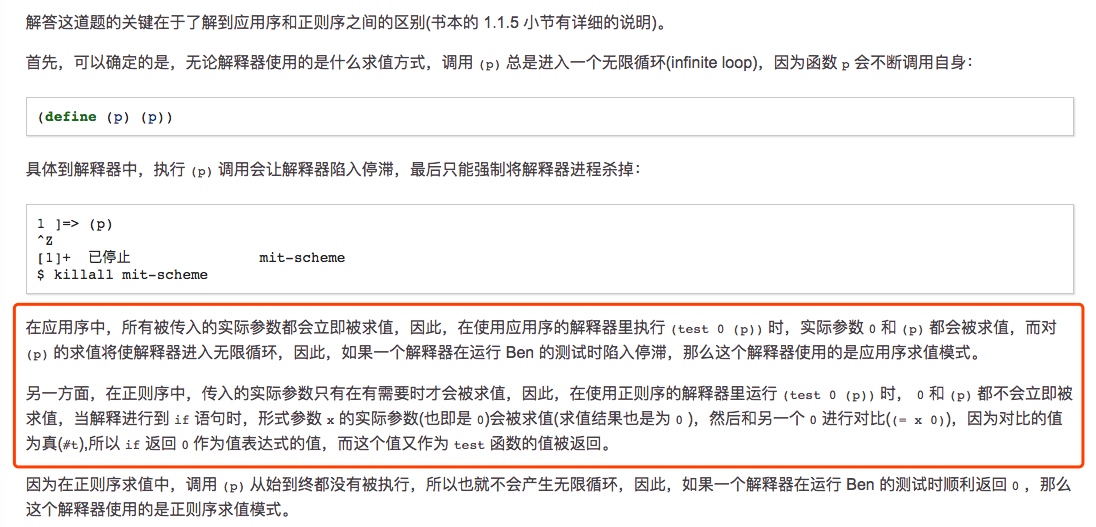 解答这道题的关键在于了解到应用序和正则序之间的区别(书本的 1.1.5 小节有详细的说明)。
首先，可以确定的是，无论解释器使用的是什么求值方式，调用 (p) 总是进入一个无限循环(infinite loop)，因为函数 p 会不断调用自身：
(define (p) (p))
具体到解释器中，执行 (p) 调用会让解释器陷入停滞，最后只能强制将解释器进程杀掉：
1 ]=> (p)
^Z
[1]+  已停止               mit-scheme
$ killall mit-scheme
在应用序中，所有被传入的实际参数都会立即被求值，因此，在使用应用序的解释器里执行 (test 0 (p)) 时，实际参数 0 和 (p) 都会被求值，而对
(p) 的求值将使解释器进入无限循环，因此，如果一个解释器在运行 Ben 的测试时陷入停滞，那么这个解释器使用的是应用序求值模式。
另一方面，在正则序中，传入的实际参数只有在有需要时才会被求值，因此，在使用正则序的解释器里运行 (test 0 (p)) 时， 0 和 (p) 都不会立即被
求值，当解释进行到 if 语句时，形式参数 x 的实际参数(也即是 0)会被求值(求值结果也是为 0 )，然后和另一个 0 进行对比((= x 0))，因为对比的值
为真(#t),所以 if 返回 0 作为值表达式的值，而这个值又作为 test 函数的值被返回。
因为在正则序求值中，调用 (p) 从始到终都没有被执行，所以也就不会产生无限循环，因此，如果一个解释器在运行 Ben 的测试时顺利返回 0 ，那么
这个解释器使用的是正则序求值模式。